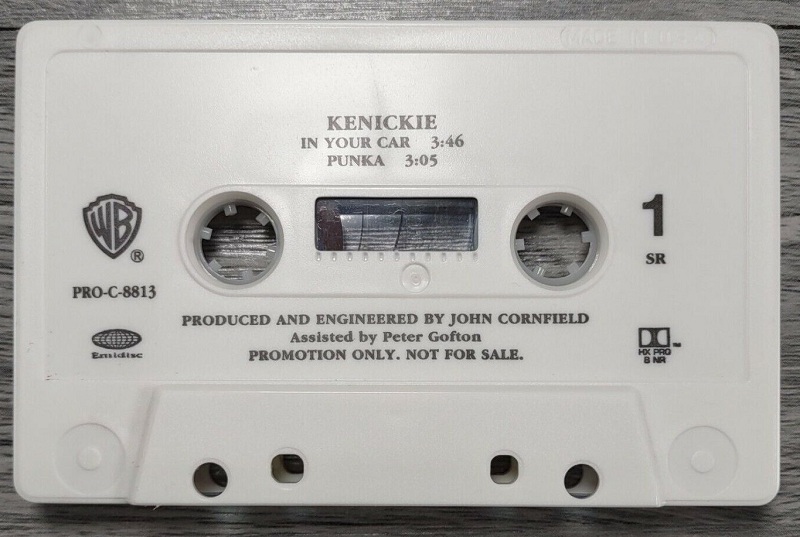 MADE IN U.S.A.
KENICKIE
IN YOUR CAR 3:46
PUNKA 3:05
WB
®
1
SR
PRO-C-8813
PRODUCED AND ENGINEERED BY JOHN CORNFIELD
Assisted by Peter Gofton
PROMOTION ONLY. NOT FOR SALE.
Emidisc
HX PRO
B NR
™